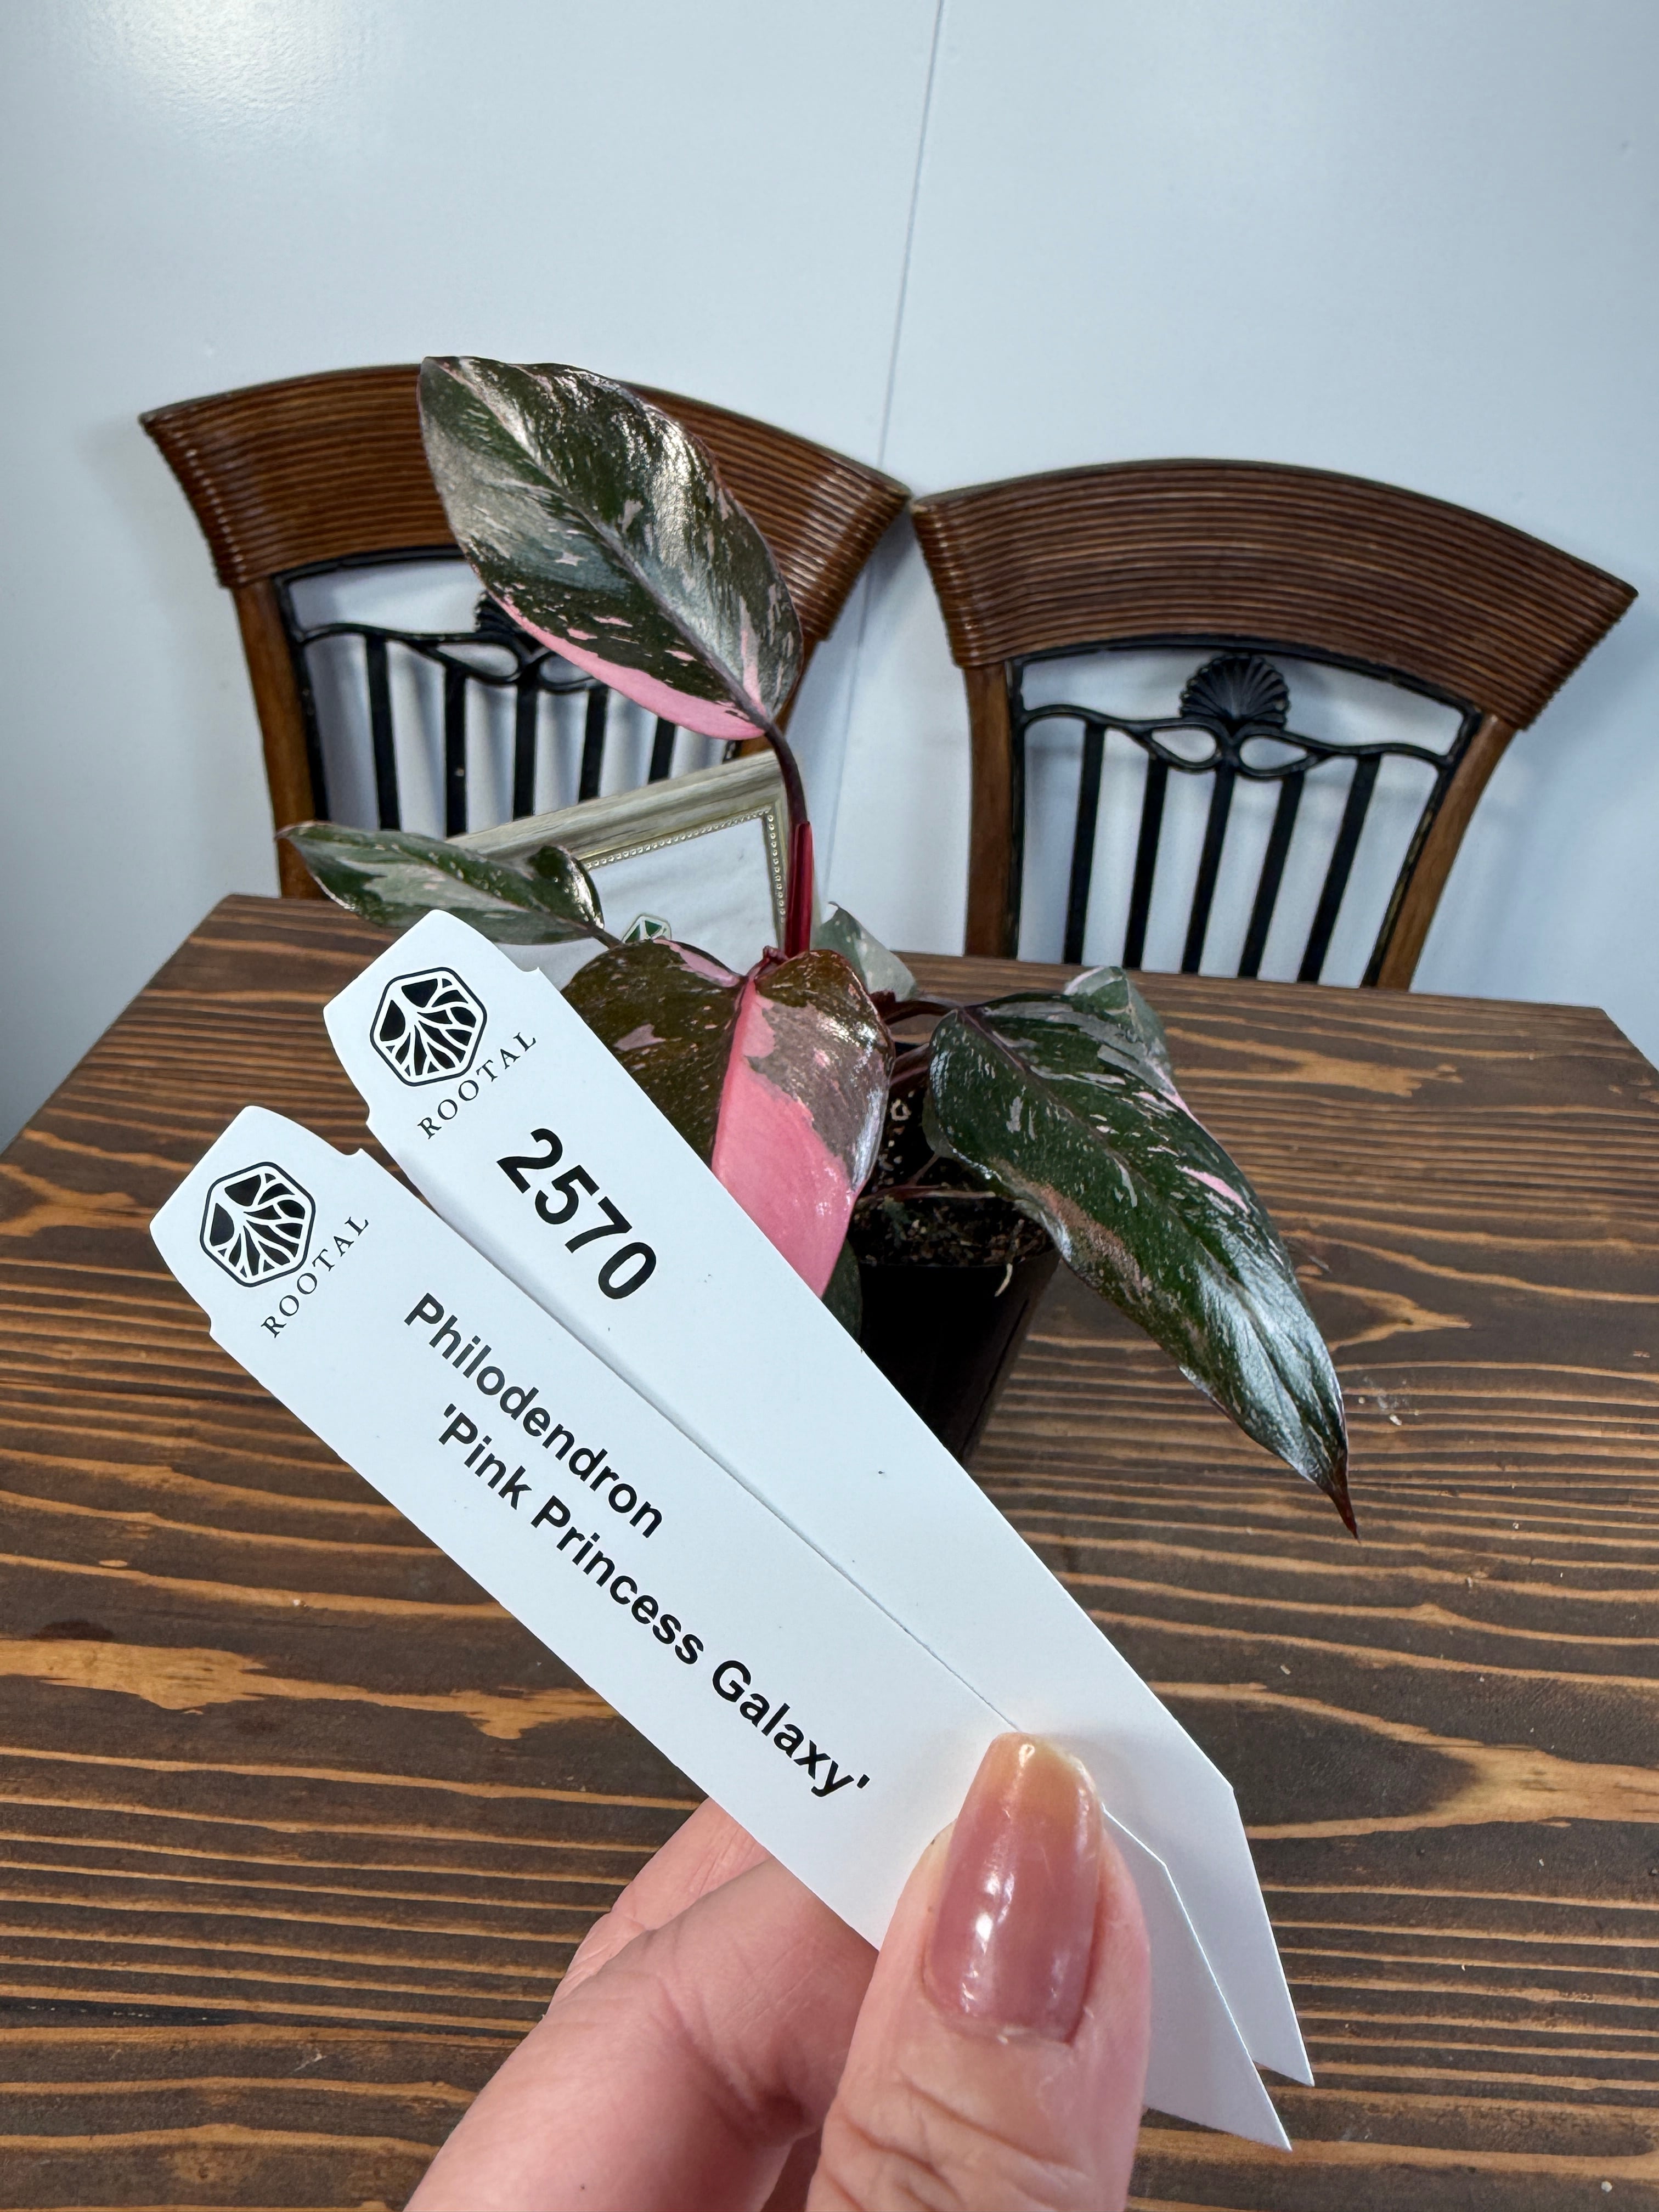 ROOTAL
2570
ROOTAL
Philodendron
'Pink Princess Galaxy'